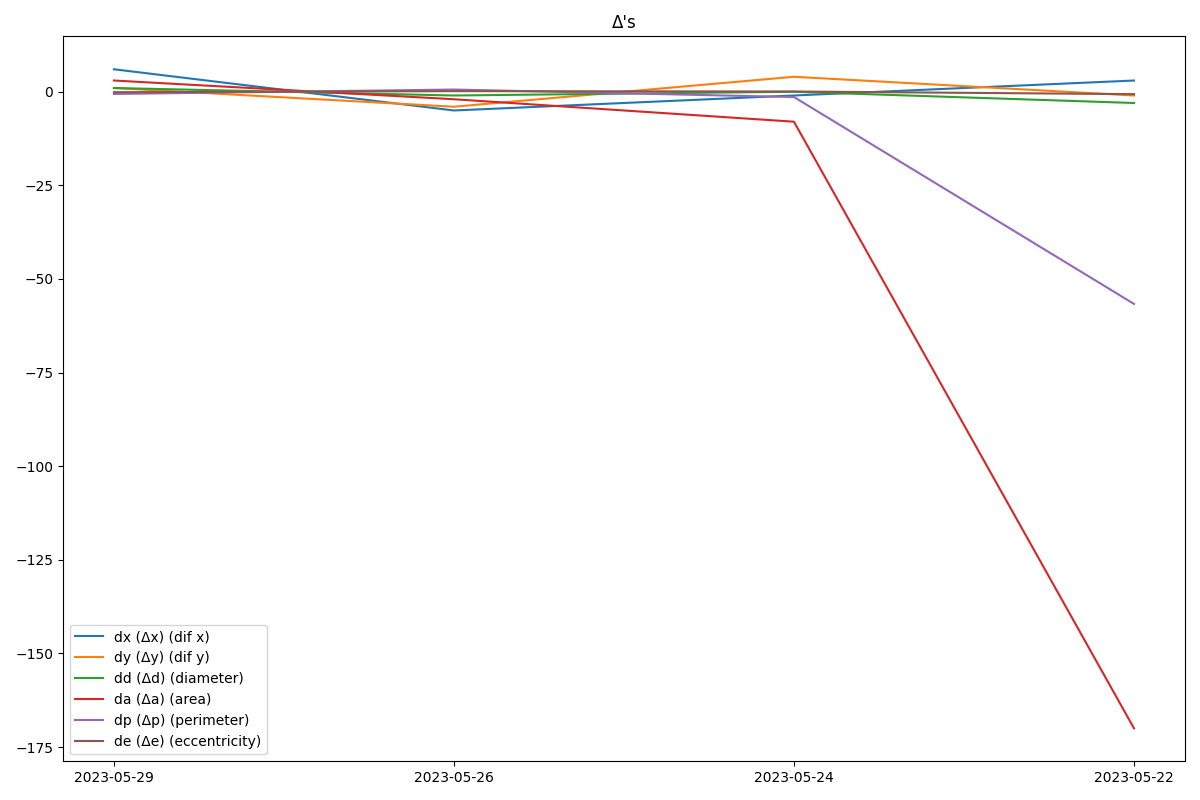 Δ's
0
−25
−50
−75
−100
−125
−150
−175
dx (Δx) (dif x)
dy (Δy) (dif y)
dd (Δd) (diameter)
da (Δa) (area)
dp (Δp) (perimeter)
de (Δe) (eccentricity)
2023-05-29 2023-05-26 2023-05-24 2023-05-22